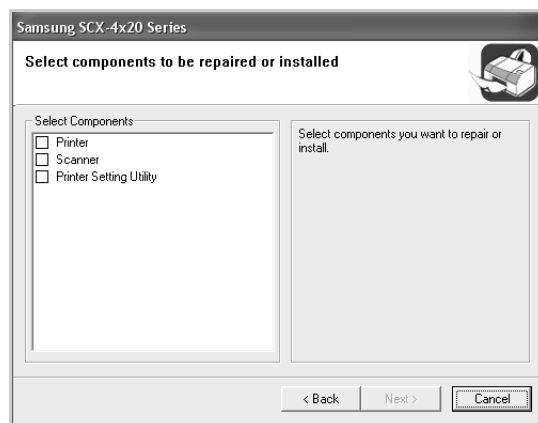 Samsung SCX-4x20 Series
Select components to be repaired or installed
Select Components
Printer
Scanner
Printer Setting Utility
Select components you want to repair or
install.
< Back
Next >
Cancel